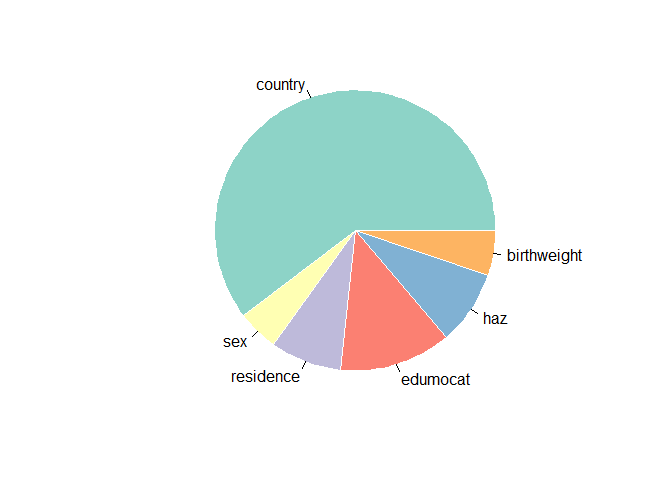 country
birthweight
haz
sex
residence
edumocat